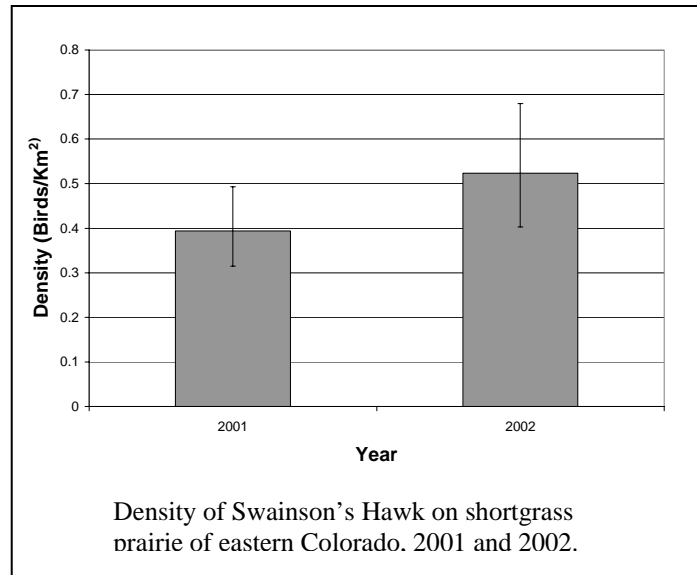 0.8
0.7
0.6
0.5
0.4
0.3
0.2
0.1
0
Density (Birds/Km²)
2001 2002
Year
Density of Swainson's Hawk on shortgrass
prairie of eastern Colorado, 2001 and 2002.